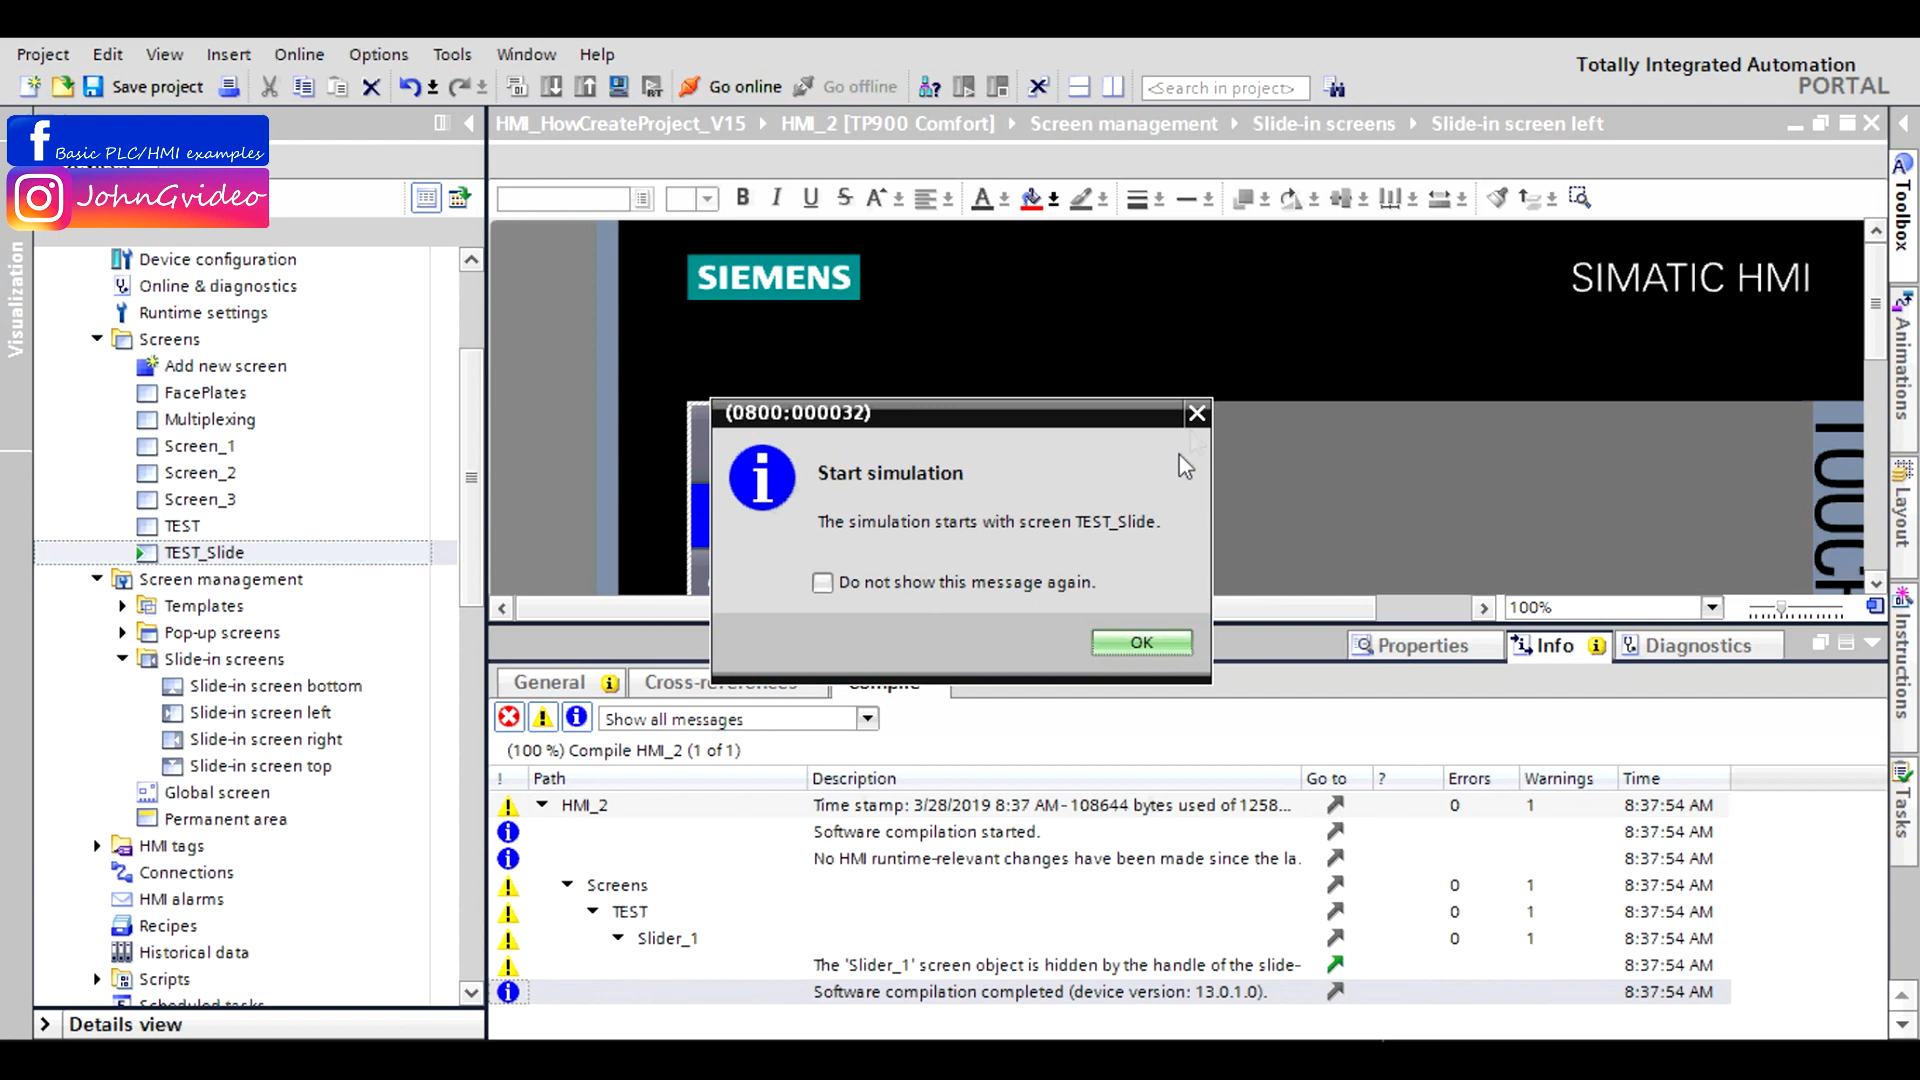 Project Edit View Insert Online Options Tools Window Help
Totally Integrated Automation
PORTAL
Save project
Go online
Go offline
<Search in project>
HMI_HowCreateProject_V15 HMI_2 [TP900 Comfort] Screen management Slide-in screens Slide-in screen left
Basic PLC/HMI examples
JohnGvideo
Visualization
Device configuration
Online & diagnostics
Runtime settings
Screens
Add new screen
FacePlates
Multiplexing
Screen_1
Screen_2
Screen_3
TEST
TEST_Slide
Screen management
Templates
Pop-up screens
Slide-in screens
Slide-in screen bottom
Slide-in screen left
Slide-in screen right
Slide-in screen top
Global screen
Permanent area
HMI tags
Connections
HMI alarms
Recipes
Historical data
Scripts
Scheduled tasks
Details view
B I U S A
SIEMENS
SIMATIC HMI
TOUCH
(0800:000032)
Start simulation
The simulation starts with screen TEST_Slide.
Do not show this message again.
OK
100%
Properties Info Diagnostics
General Cross-references Compile
Show all messages
(100 %) Compile HMI_2 (1 of 1)
! Path Description Go to ? Errors Warnings Time
HMI_2 Time stamp: 3/28/2019 8:37 AM - 108644 bytes used of 1258... 0 1 8:37:54 AM
Software compilation started. 8:37:54 AM
No HMI runtime-relevant changes have been made since the la. 8:37:54 AM
Screens 0 1 8:37:54 AM
TEST 0 1 8:37:54 AM
Slider_1 0 1 8:37:54 AM
The 'Slider_1' screen object is hidden by the handle of the slide- 8:37:54 AM
Software compilation completed (device version: 13.0.1.0). 8:37:54 AM
Toolbox
Animations
Layout
Instructions
Tasks